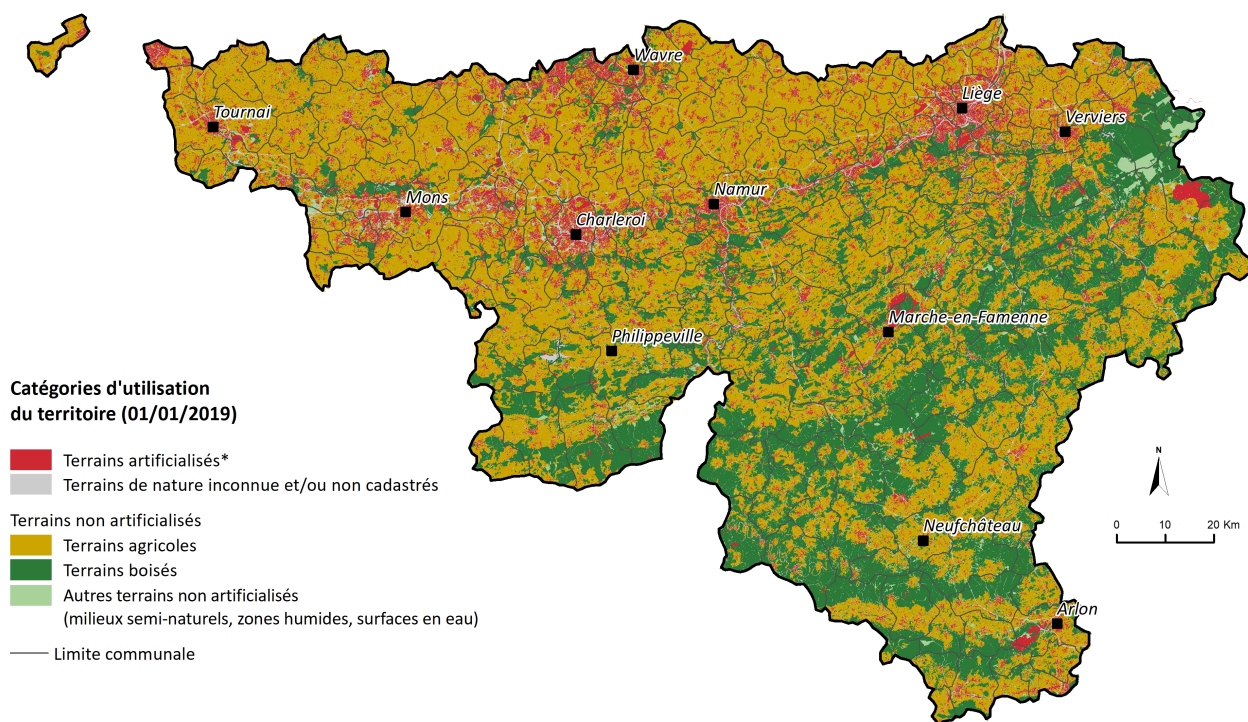 Wavre
Liège
Tournai
Verviers
Mons
Namur
Charleroi
Marche-en-Famenne
Philippeville
Catégories d'utilisation
du territoire (01/01/2019)
Terrains artificialisés*
Terrains de nature inconnue et/ou non cadastrés
Terrains non artificialisés
Terrains agricoles
Terrains boisés
Autres terrains non artificialisés
(milieux semi-naturels, zones humides, surfaces en eau)
Limite communale
N
0 10 20 Km
Neufchâteau
Arlon